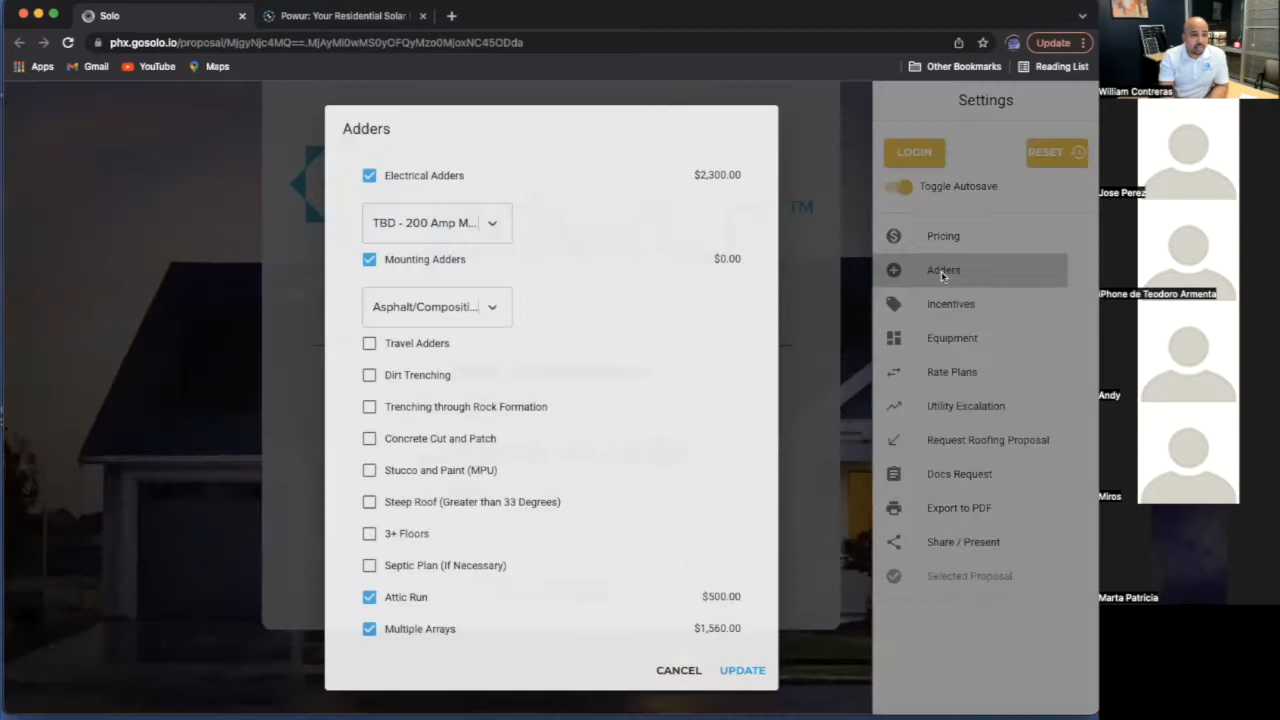 Solo
Powur: Your Residential Solar
phx.gosolo.io/proposal/MjgyNjc4MQ==.MjAyMi0wMS0yOFQyMzo0MjoxNC45ODda
Update
Apps
Gmail
YouTube
Maps
Other Bookmarks
Reading List
Adders
Electrical Adders $2,300.00
TBD - 200 Amp M...
Mounting Adders $0.00
Asphalt/Compositi...
Travel Adders
Dirt Trenching
Trenching through Rock Formation
Concrete Cut and Patch
Stucco and Paint (MPU)
Steep Roof (Greater than 33 Degrees)
3+ Floors
Septic Plan (If Necessary)
Attic Run $500.00
Multiple Arrays $1,560.00
CANCEL UPDATE
TM
Settings
LOGIN
RESET
Toggle Autosave
Pricing
Adders
Incentives
Equipment
Rate Plans
Utility Escalation
Request Roofing Proposal
Docs Request
Export to PDF
Share / Present
Selected Proposal
William Contreras
Jose Perez
iPhone de Teodoro Armenta
Andy
Miros
Marta Patricia